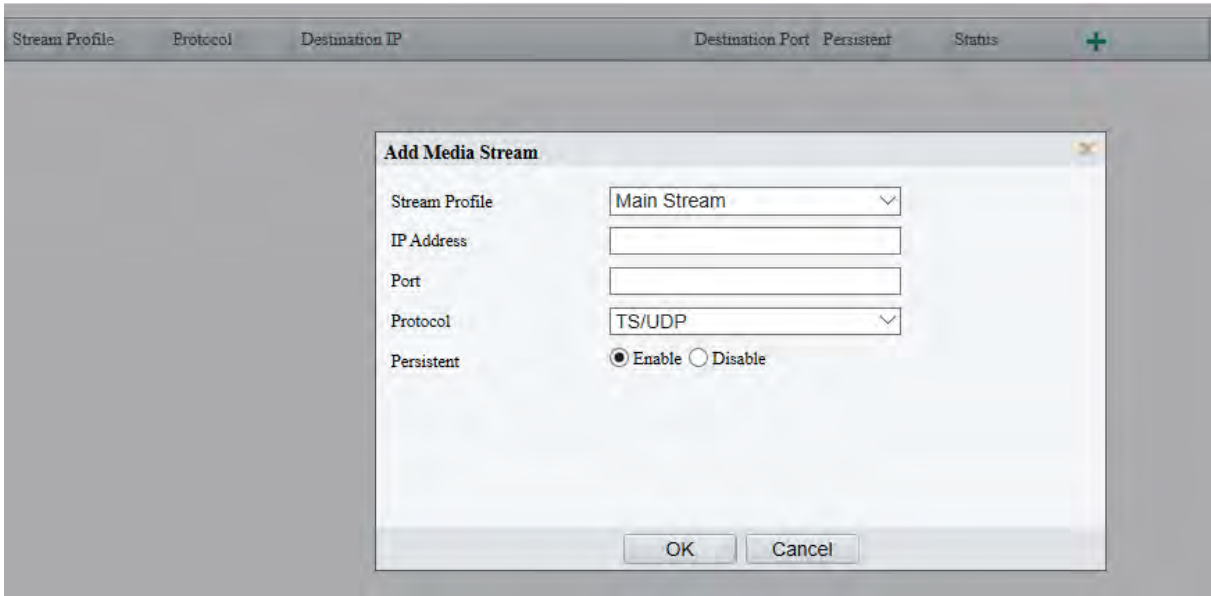 Stream Profile Protocol Destination IP Destination Port Persistent Status
Add Media Stream
Stream Profile Main Stream
IP Address
Port
Protocol TS/UDP
Persistent Enable Disable
OK Cancel